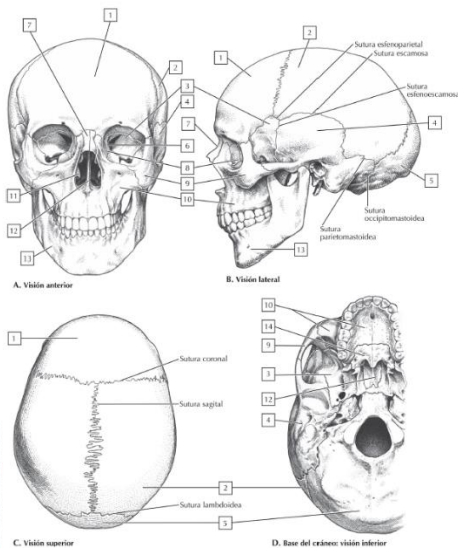 1
7
2
3
4
6
8
9
11
10
12
13
A. Visión anterior
2
1
Sutura esfenoparietal
Sutura escamosa
Sutura
esfenoescamosa
7
4
5
Sutura
occipitomastoidea
Sutura
parietomastoidea
13
B. Visión lateral
1
Sutura coronal
Sutura sagital
2
Sutura lambdoidea
5
C. Visión superior
10
14
9
3
12
4
D. Base del cráneo: visión inferior